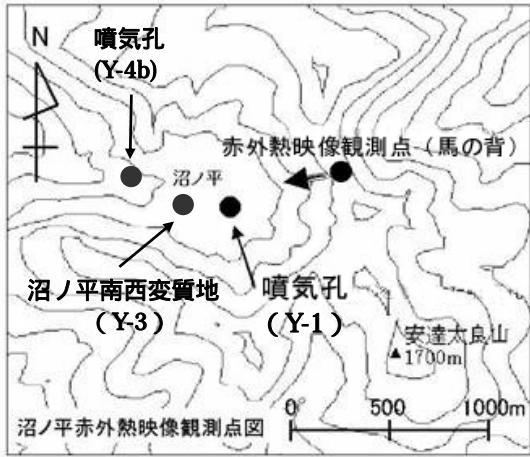 N
噴気孔
(Y-4b)
赤外熱映像観測点 (馬の背)
沼ノ平
沼ノ平南西変質地
(Y-3)
噴気孔
(Y-1)
安達太良山
▲1700m
0° 500 1000m
沼ノ平赤外熱映像観測点図